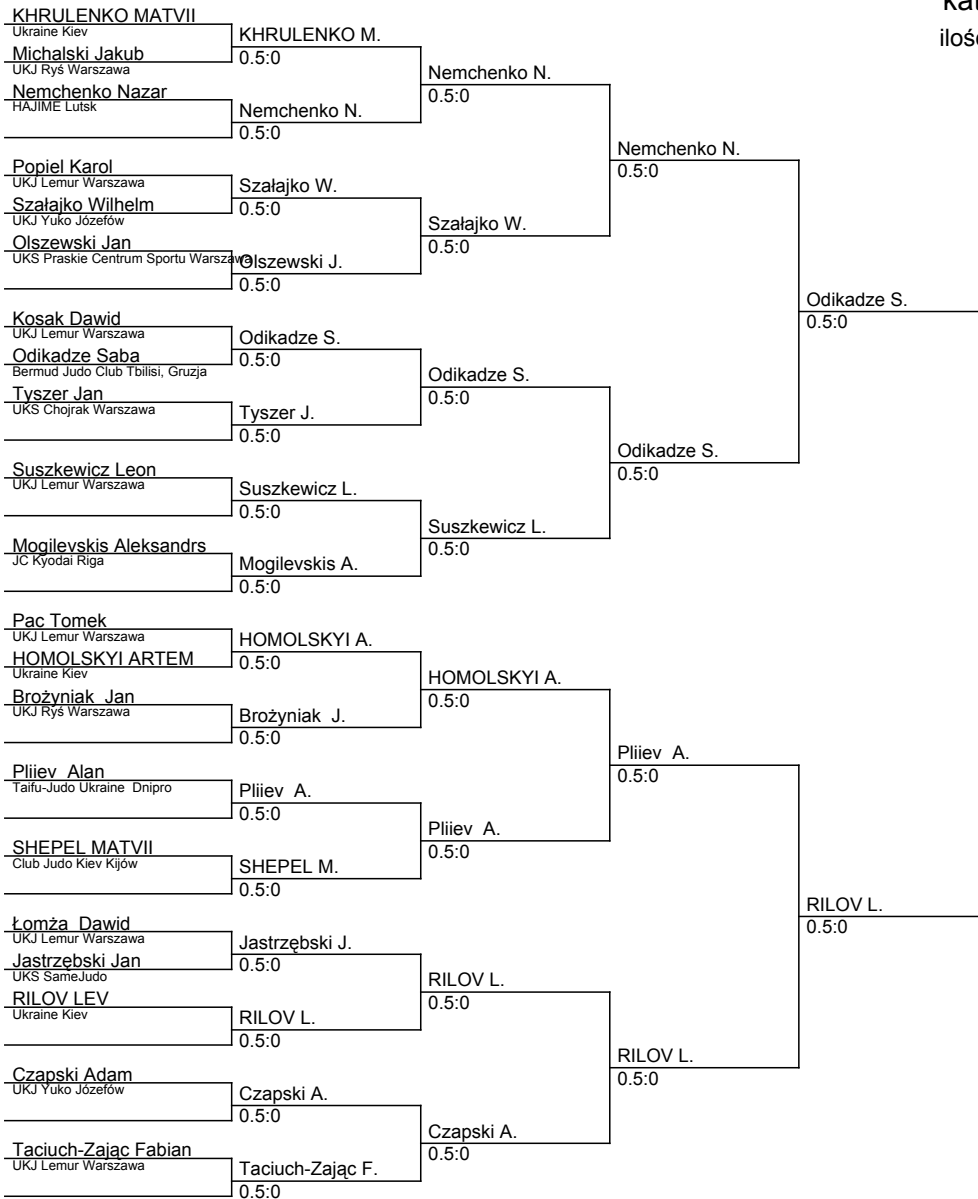 KHRULENKO MATVII
Ukraine Kiev
Michalski Jakub
UKJ Ryś Warszawa
Nemchenko Nazar
HAJIME Lutsk
Popiel Karol
UKJ Lemur Warszawa
Szałajko Wilhelm
UKJ Yuko Józefów
Olszewski Jan
UKS Praskie Centrum Sportu Warszawa
Kosak Dawid
UKJ Lemur Warszawa
Odikadze Saba
Bermud Judo Club Tbilisi, Gruzja
Tyszer Jan
UKS Chojrak Warszawa
Suszkewicz Leon
UKJ Lemur Warszawa
Mogilevskis Aleksandrs
JC Kyodai Riga
Pac Tomek
UKJ Lemur Warszawa
HOMOLSKYI ARTEM
Ukraine Kiev
Brożyniak  Jan
UKJ Ryś Warszawa
Pliiev  Alan
Taifu-Judo Ukraine  Dnipro
SHEPEL MATVII
Club Judo Kiev Kijów
Łomża  Dawid
UKJ Lemur Warszawa
Jastrzębski Jan
UKS SameJudo
RILOV LEV
Ukraine Kiev
Czapski Adam
UKJ Yuko Józefów
Taciuch-Zając Fabian
UKJ Lemur Warszawa
KHRULENKO M.
0.5:0
Nemchenko N.
0.5:0
Szałajko W.
0.5:0
Olszewski J.
0.5:0
Odikadze S.
0.5:0
Tyszer J.
0.5:0
Suszkewicz L.
0.5:0
Mogilevskis A.
0.5:0
HOMOLSKYI A.
0.5:0
Brożyniak  J.
0.5:0
Pliiev  A.
0.5:0
SHEPEL M.
0.5:0
Jastrzębski J.
0.5:0
RILOV L.
0.5:0
Czapski A.
0.5:0
Taciuch-Zając F.
0.5:0
Nemchenko N.
0.5:0
Szałajko W.
0.5:0
Odikadze S.
0.5:0
Suszkewicz L.
0.5:0
HOMOLSKYI A.
0.5:0
Pliiev  A.
0.5:0
RILOV L.
0.5:0
Czapski A.
0.5:0
Nemchenko N.
0.5:0
Odikadze S.
0.5:0
Pliiev  A.
0.5:0
RILOV L.
0.5:0
Odikadze S.
0.5:0
RILOV L.
0.5:0